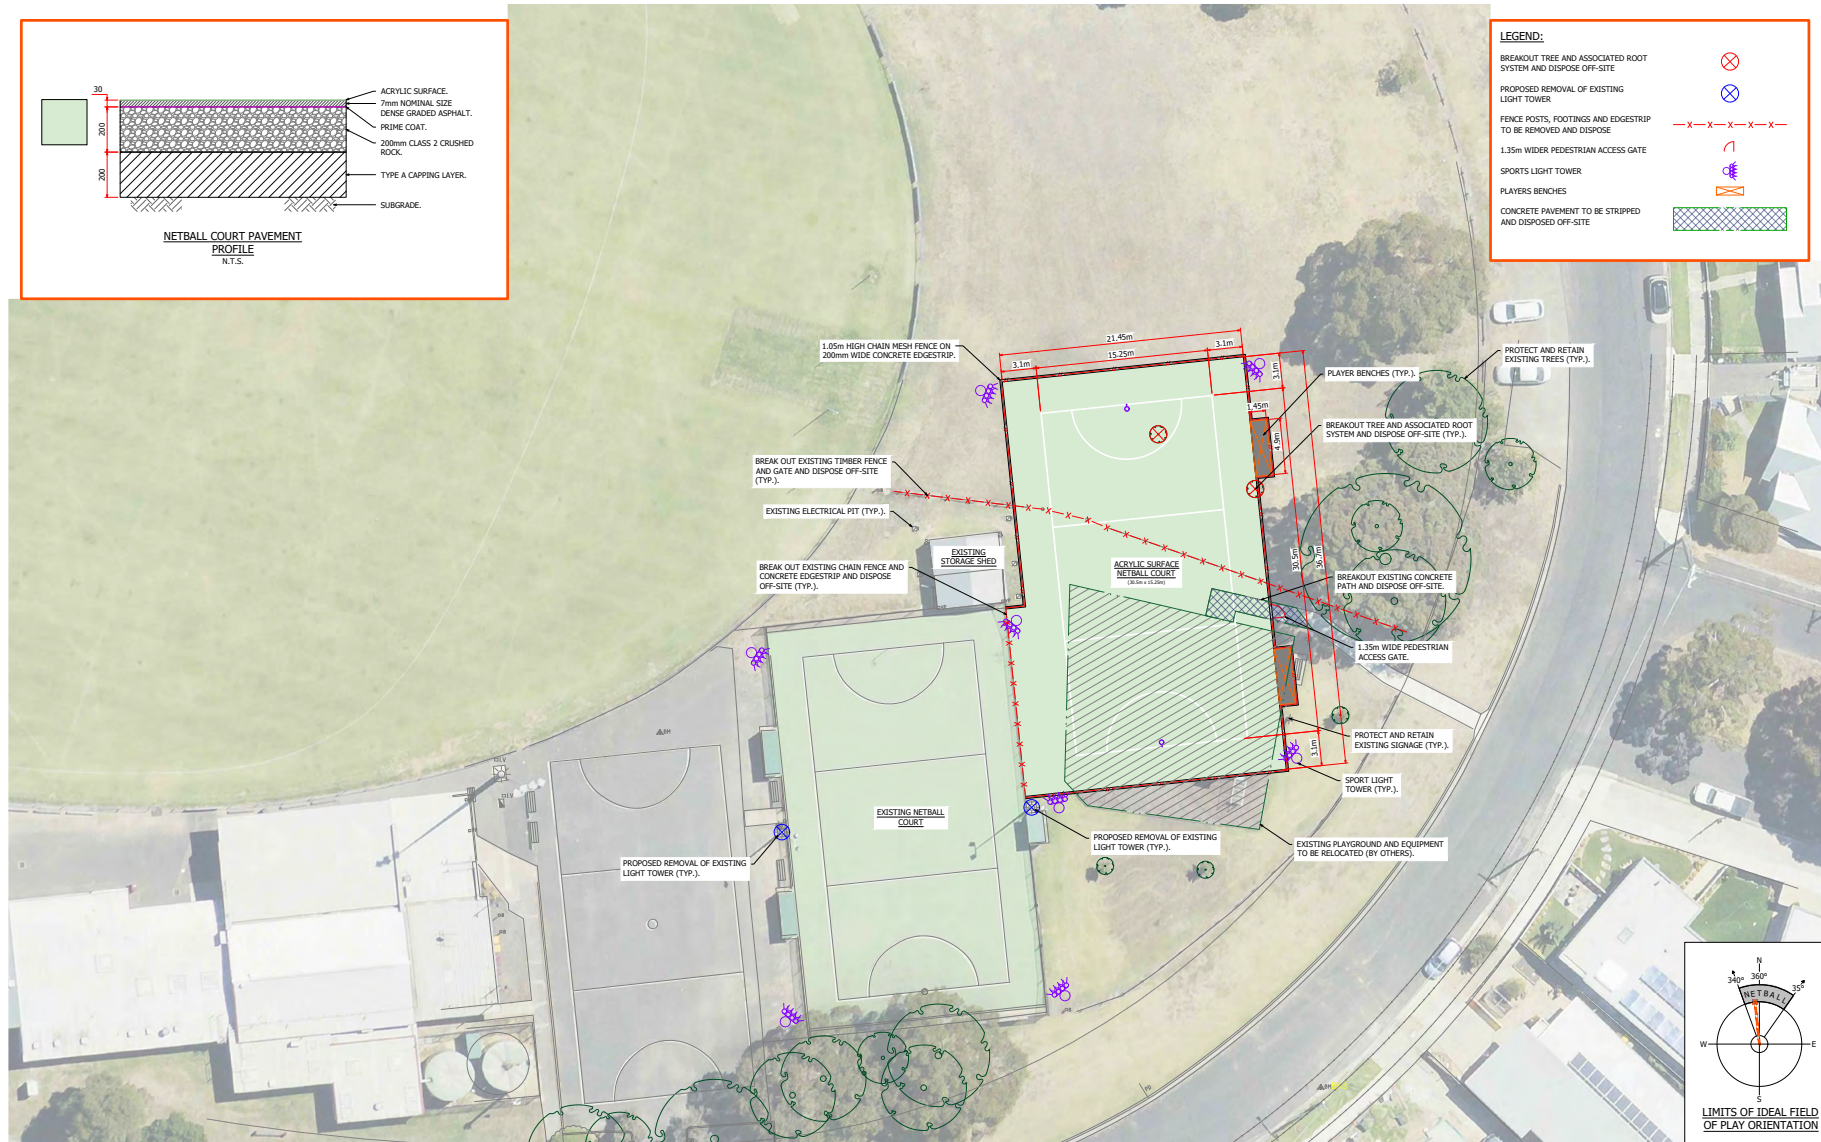 30
200
200
ACRYLIC SURFACE.
7mm NOMINAL SIZE
DENSE GRADED ASPHALT.
PRIME COAT.
200mm CLASS 2 CRUSHED
ROCK.
TYPE A CAPPING LAYER.
SUBGRADE.
NETBALL COURT PAVEMENT
PROFILE
N.T.S.
LEGEND:
BREAKOUT TREE AND ASSOCIATED ROOT
SYSTEM AND DISPOSE OFF-SITE
PROPOSED REMOVAL OF EXISTING
LIGHT TOWER
FENCE POSTS, FOOTINGS AND EDGESTRIP
TO BE REMOVED AND DISPOSE
1.35m WIDER PEDESTRIAN ACCESS GATE
SPORTS LIGHT TOWER
PLAYERS BENCHES
CONCRETE PAVEMENT TO BE STRIPPED
AND DISPOSED OFF-SITE
21.45m
15.25m
3.1m
3.1m
3.1m
1.45m
4.9m
30.5m
36.7m
3.1m
1.05m HIGH CHAIN MESH FENCE ON
200mm WIDE CONCRETE EDGESTRIP.
PROTECT AND RETAIN
EXISTING TREES (TYP.).
PLAYER BENCHES (TYP.).
BREAKOUT TREE AND ASSOCIATED ROOT
SYSTEM AND DISPOSE OFF-SITE (TYP.).
BREAK OUT EXISTING TIMBER FENCE
AND GATE AND DISPOSE OFF-SITE
(TYP.).
EXISTING ELECTRICAL PIT (TYP.).
EXISTING
STORAGE SHED
BREAK OUT EXISTING CHAIN FENCE AND
CONCRETE EDGESTRIP AND DISPOSE
OFF-SITE (TYP.).
ACRYLIC SURFACE
NETBALL COURT
(30.5m x 15.25m)
BREAKOUT EXISTING CONCRETE
PATH AND DISPOSE OFF-SITE.
1.35m WIDE PEDESTRIAN
ACCESS GATE.
PROTECT AND RETAIN
EXISTING SIGNAGE (TYP.).
SPORT LIGHT
TOWER (TYP.).
EXISTING NETBALL
COURT
PROPOSED REMOVAL OF EXISTING
LIGHT TOWER (TYP.).
EXISTING PLAYGROUND AND EQUIPMENT
TO BE RELOCATED (BY OTHERS).
PROPOSED REMOVAL OF EXISTING
LIGHT TOWER (TYP.).
N
340°
360°
35°
NETBALL
W
E
S
LIMITS OF IDEAL FIELD
OF PLAY ORIENTATION